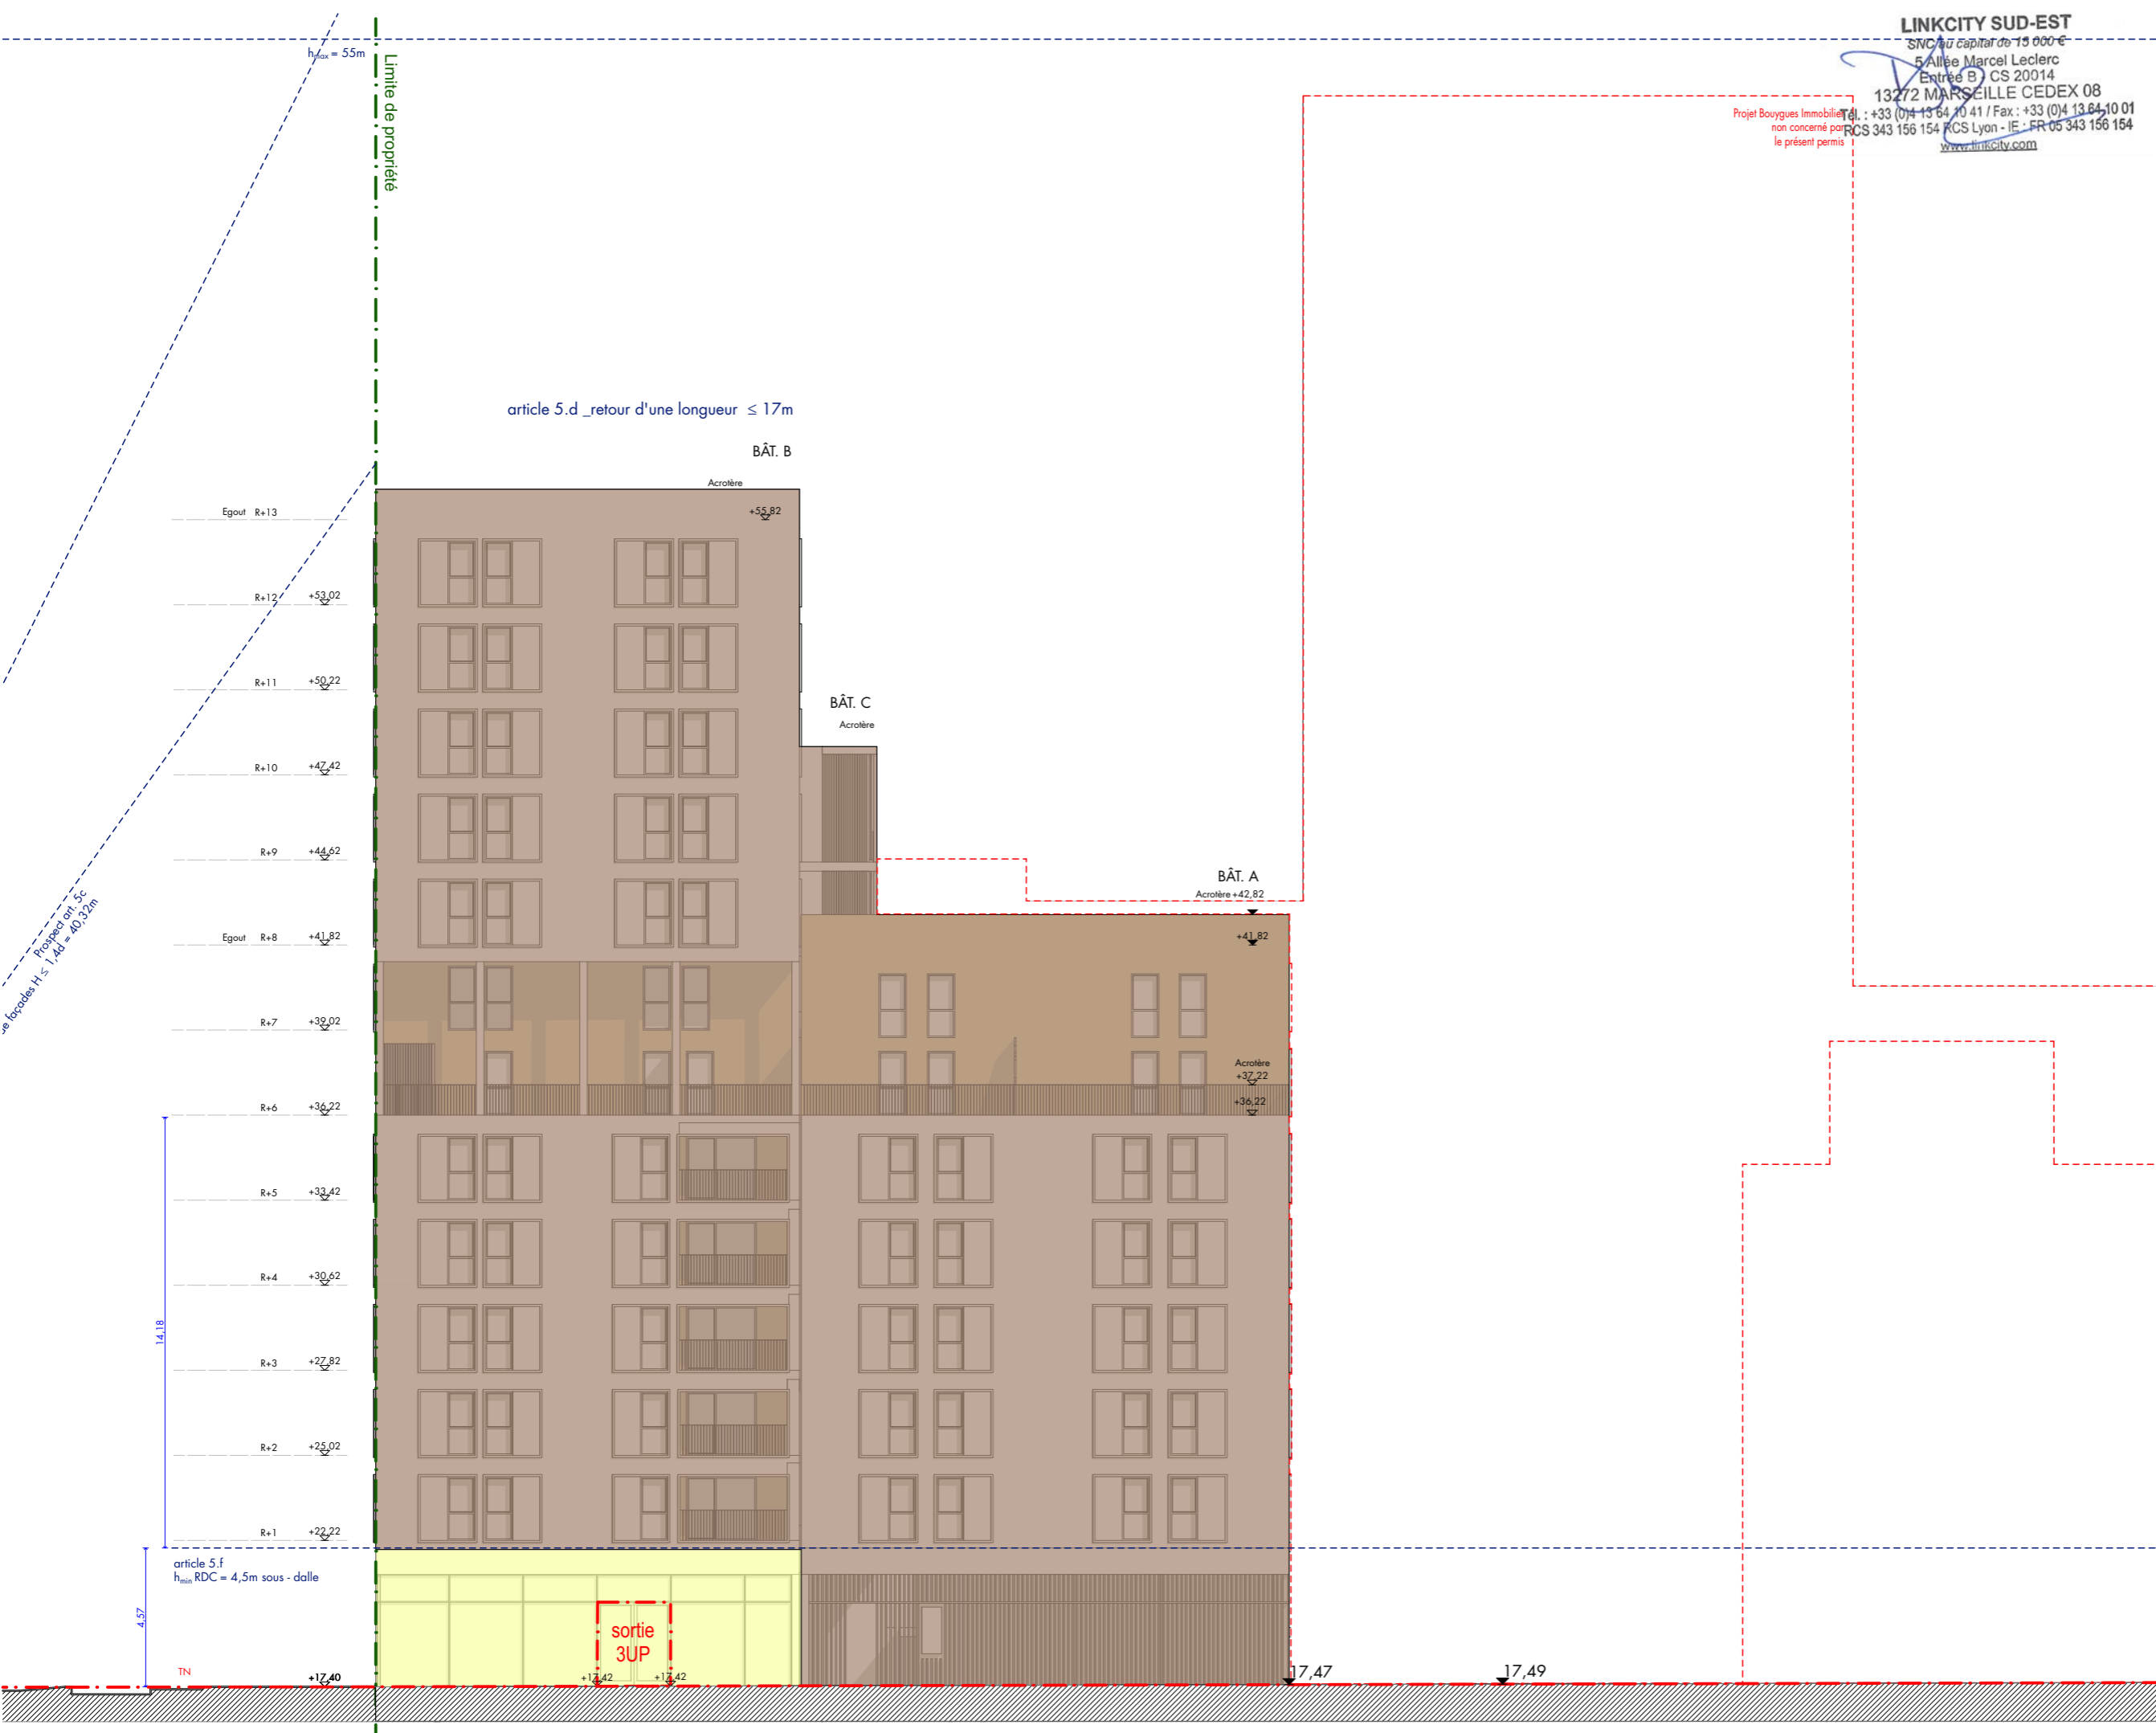 LINKCITY SUD-EST
SNC au capital de 15 000 €
5 Allée Marcel Leclerc
Entrée B - CS 20014
13272 MARSEILLE CEDEX 08
Tél. : +33 (0)4 13 64 10 41 / Fax : +33 (0)4 13 64 10 01
RCS 343 156 154 RCS Lyon - IE : FR 05 343 156 154
www.linkcity.com
Projet Bouygues Immobilier
non concerné par
le présent permis
hmax = 55m
Limite de propriété
article 5.d _retour d'une longueur ≤ 17m
BÂT. B
Acrotère
+55,82
Egout R+13
R+12 +53,02
R+11 +50,22
BÂT. C
Acrotère
R+10 +47,42
R+9 +44,62
BÂT. A
Acrotère +42,82
Egout R+8 +41,82
+41,82
Prospect art. 5c
de façades H ≤ 1,4d = 40,32m
R+7 +39,02
Acrotère
+37,22
R+6 +36,22
+36,22
R+5 +33,42
R+4 +30,62
14,18
R+3 +27,82
R+2 +25,02
R+1 +22,22
article 5.f
hmin RDC = 4,5m sous - dalle
4,57
sortie
3UP
TN
+17,40
+17,42
+17,42
17,47
17,49